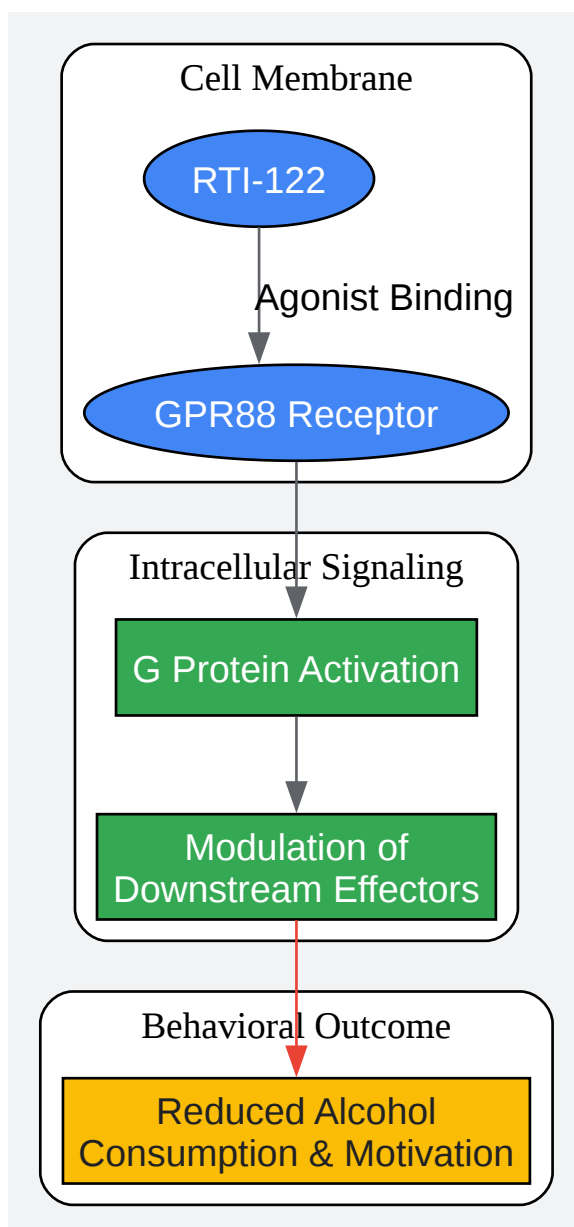 Cell Membrane
RTI-122
Agonist Binding
GPR88 Receptor
Intracellular Signaling
G Protein Activation
Modulation of
Downstream Effectors
Behavioral Outcome
Reduced Alcohol
Consumption & Motivation